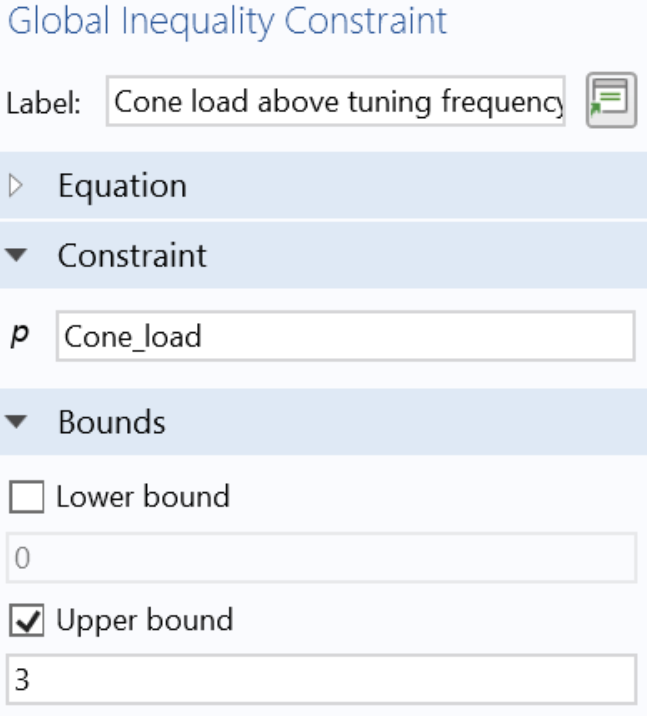 Global Inequality Constraint
Label: Cone load above tuning frequency
Equation
Constraint
p Cone_load
Bounds
Lower bound
0
Upper bound
3